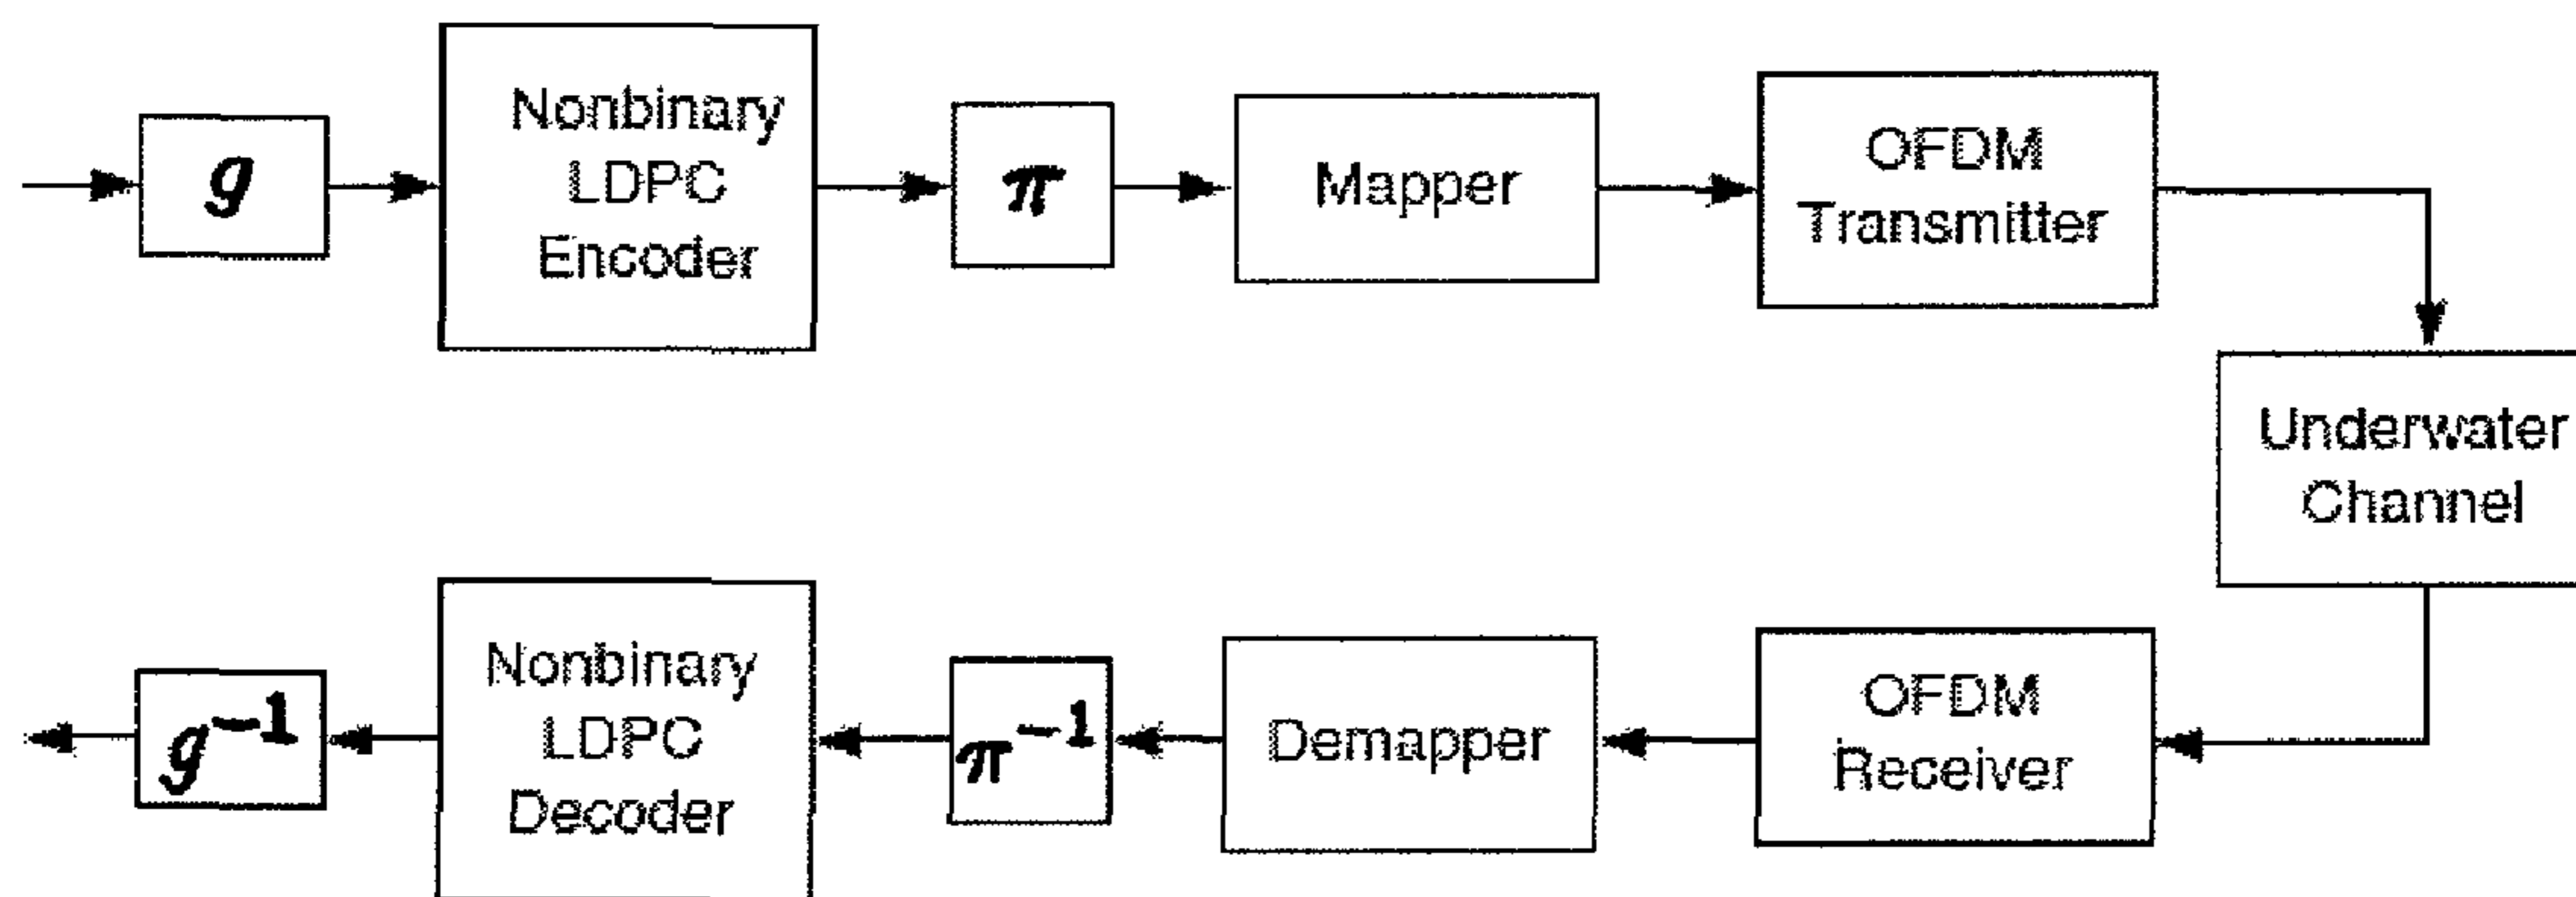 g
Nonbinary
LDPC
Encoder
π
Mapper
OFDM
Transmitter
Underwater
Channel
OFDM
Receiver
Demapper
π⁻¹
Nonbinary
LDPC
Decoder
g⁻¹